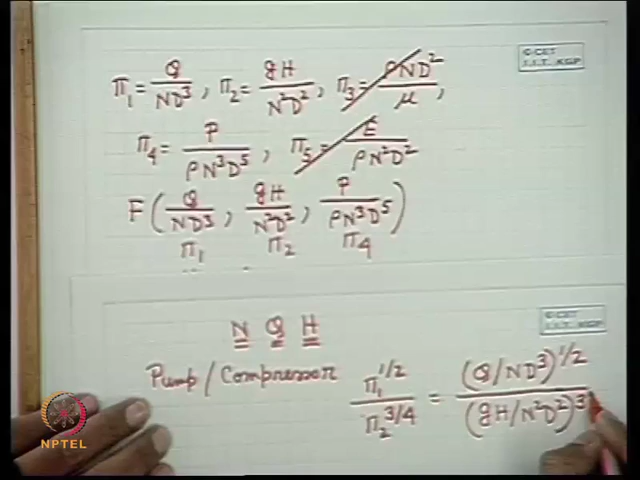 Π₁ = Q/ND³ , Π₂ = gH/N²D² , Π₃ = ρND²/μ ,
© CET
I.I.T. KGP
Π₄ = P/ρN³D⁵ , Π₅ = E/ρN²D²
F(Q/ND³ , gH/N²D² , P/ρN³D⁵)
Π₁ Π₂ Π₄
© CET
I.I.T. KGP
N Q H
Pump / Compressor Π₁^1/2 / Π₂^3/4 = (Q/ND³)^1/2 / (gH/N²D²)^3
NPTEL